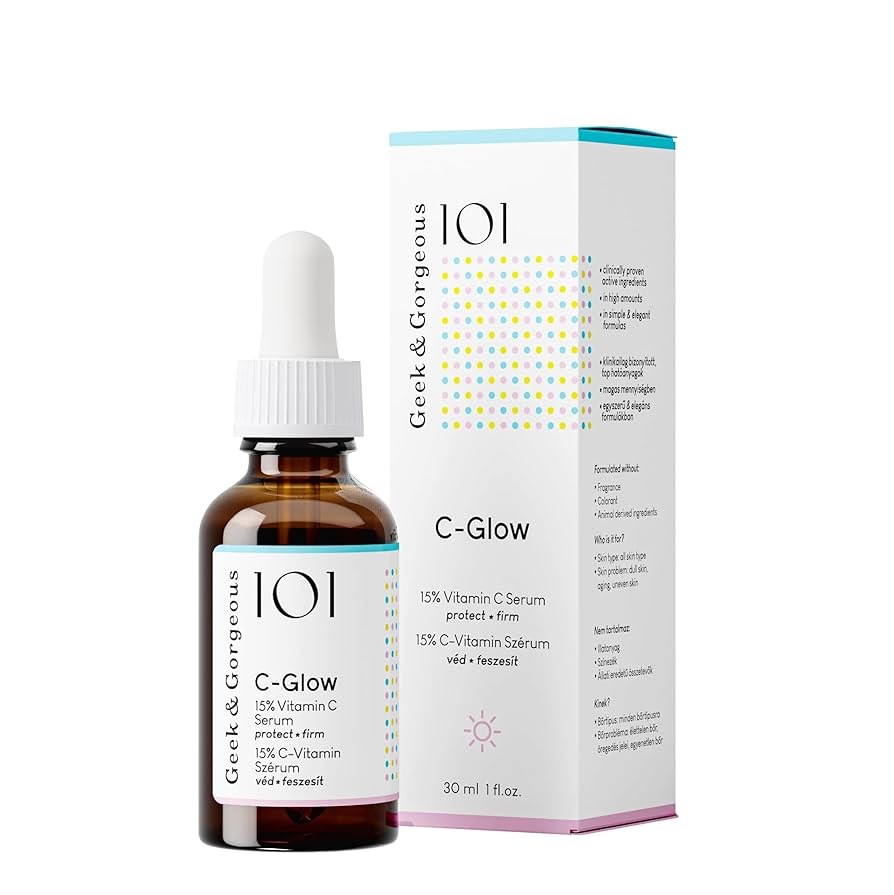 Geek & Gorgeous
101
C-Glow
15% Vitamin C
Serum
protect ★ firm
15% C-Vitamin
Szérum
véd ★ feszesít
Geek & Gorgeous
101
C-Glow
15% Vitamin C Serum
protect ★ firm
15% C-Vitamin Szérum
véd ★ feszesít
30 ml 1 fl.oz.
• clinically proven
active ingredients
• in high amounts
• in simple & elegant
formulas
• klinikailag bizonyított,
top hatóanyagok
• magas mennyiségben
• egyszerű & elegáns
formulákban
Formulated without:
• Fragrance
• Colorant
• Animal derived ingredients
Who is it for?
• Skin type: all skin type
• Skin problem: dull skin,
aging, uneven skin
Nem tartalmaz:
• Illatanyag
• Színezék
• Állati eredetű összetevők
Kinek?
• Bőrtípus: minden bőrtípusra
• Bőrprobléma: élettelen bőr,
öregedés jelei, egyenetlen bőr